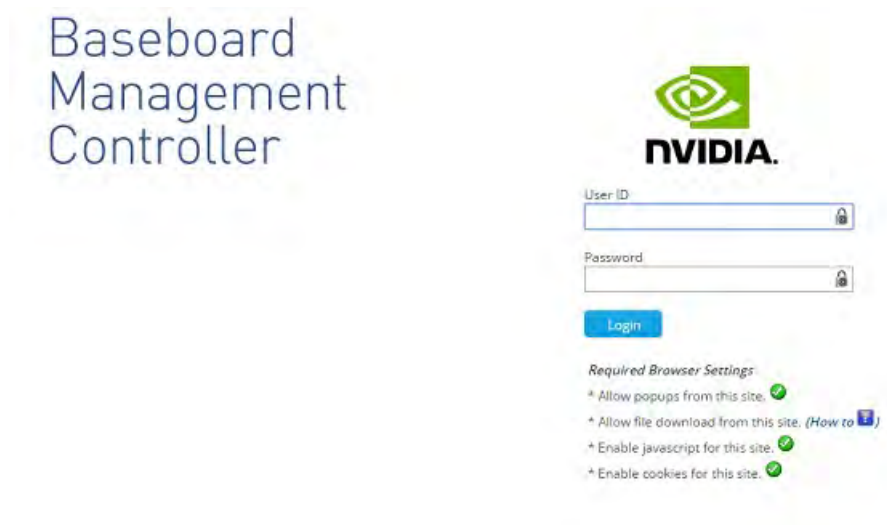 Baseboard
Management
Controller
NVIDIA.
User ID
Password
Login
Required Browser Settings
* Allow popups from this site.
* Allow file download from this site. (How to ?)
* Enable javascript for this site.
* Enable cookies for this site.